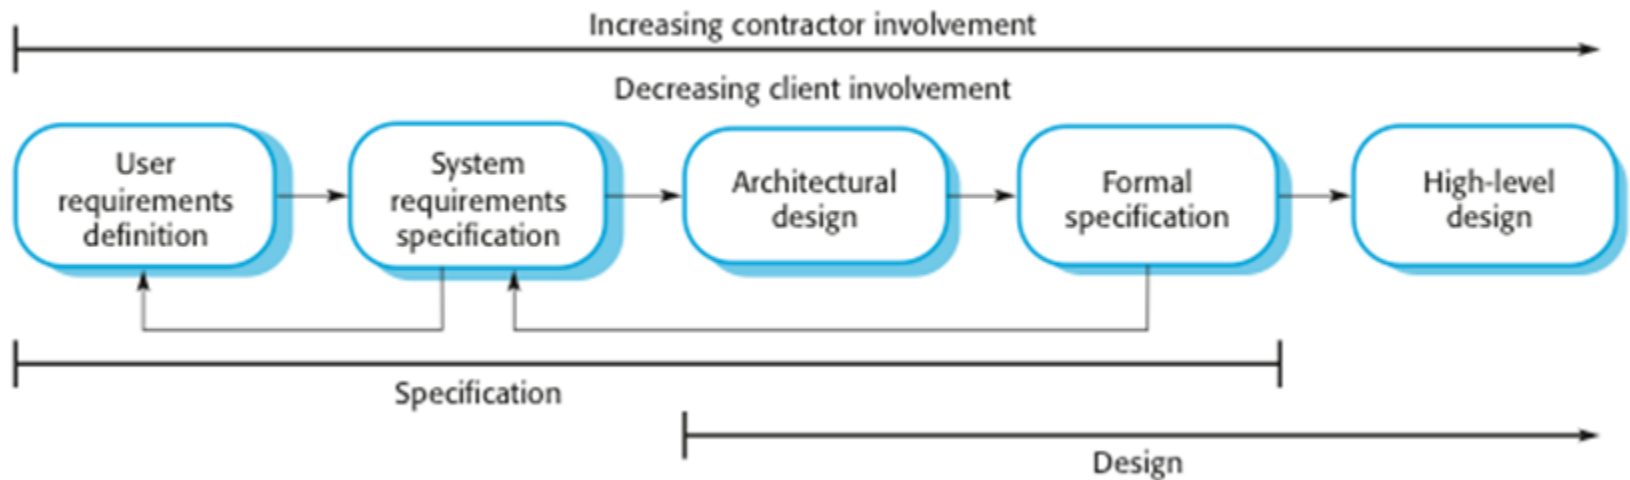 Increasing contractor involvement
Decreasing client involvement
User
requirements
definition
System
requirements
specification
Architectural
design
Formal
specification
High-level
design
Specification
Design